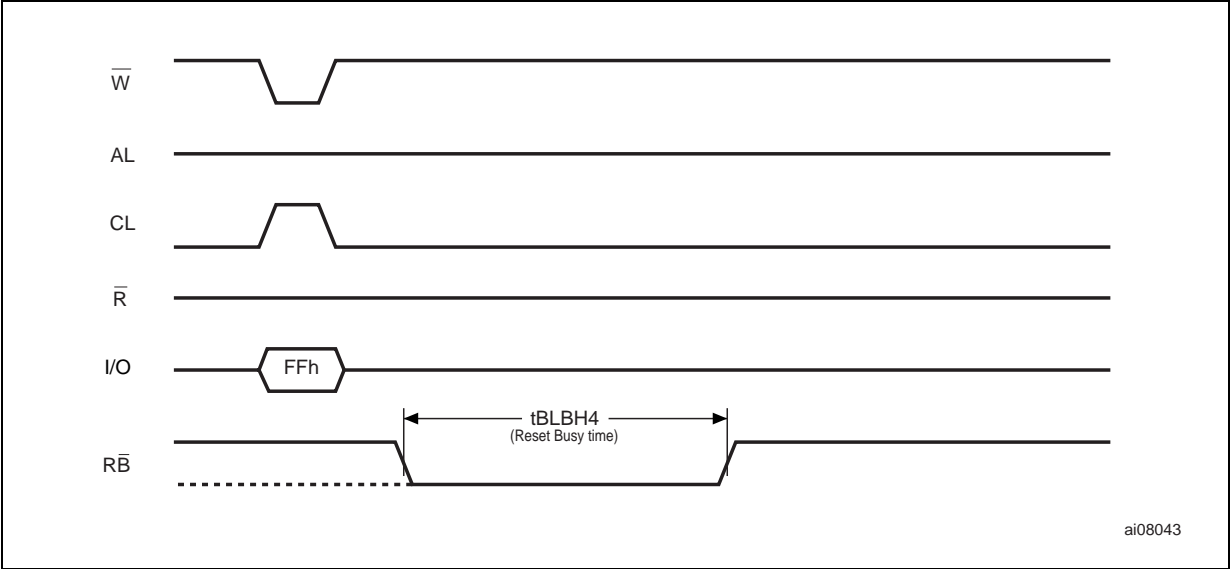 W̅
AL
CL
R̅
I/O
FFh
tBLBH4
(Reset Busy time)
RB̅
ai08043